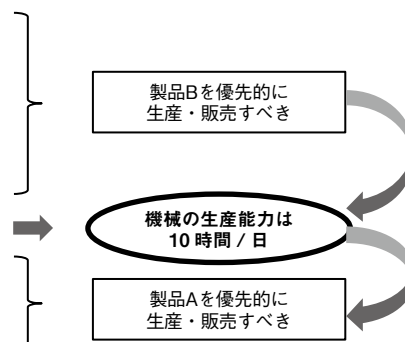 製品Bを優先的に
生産・販売すべき
機械の生産能力は
10 時間 / 日
製品Aを優先的に
生産・販売すべき